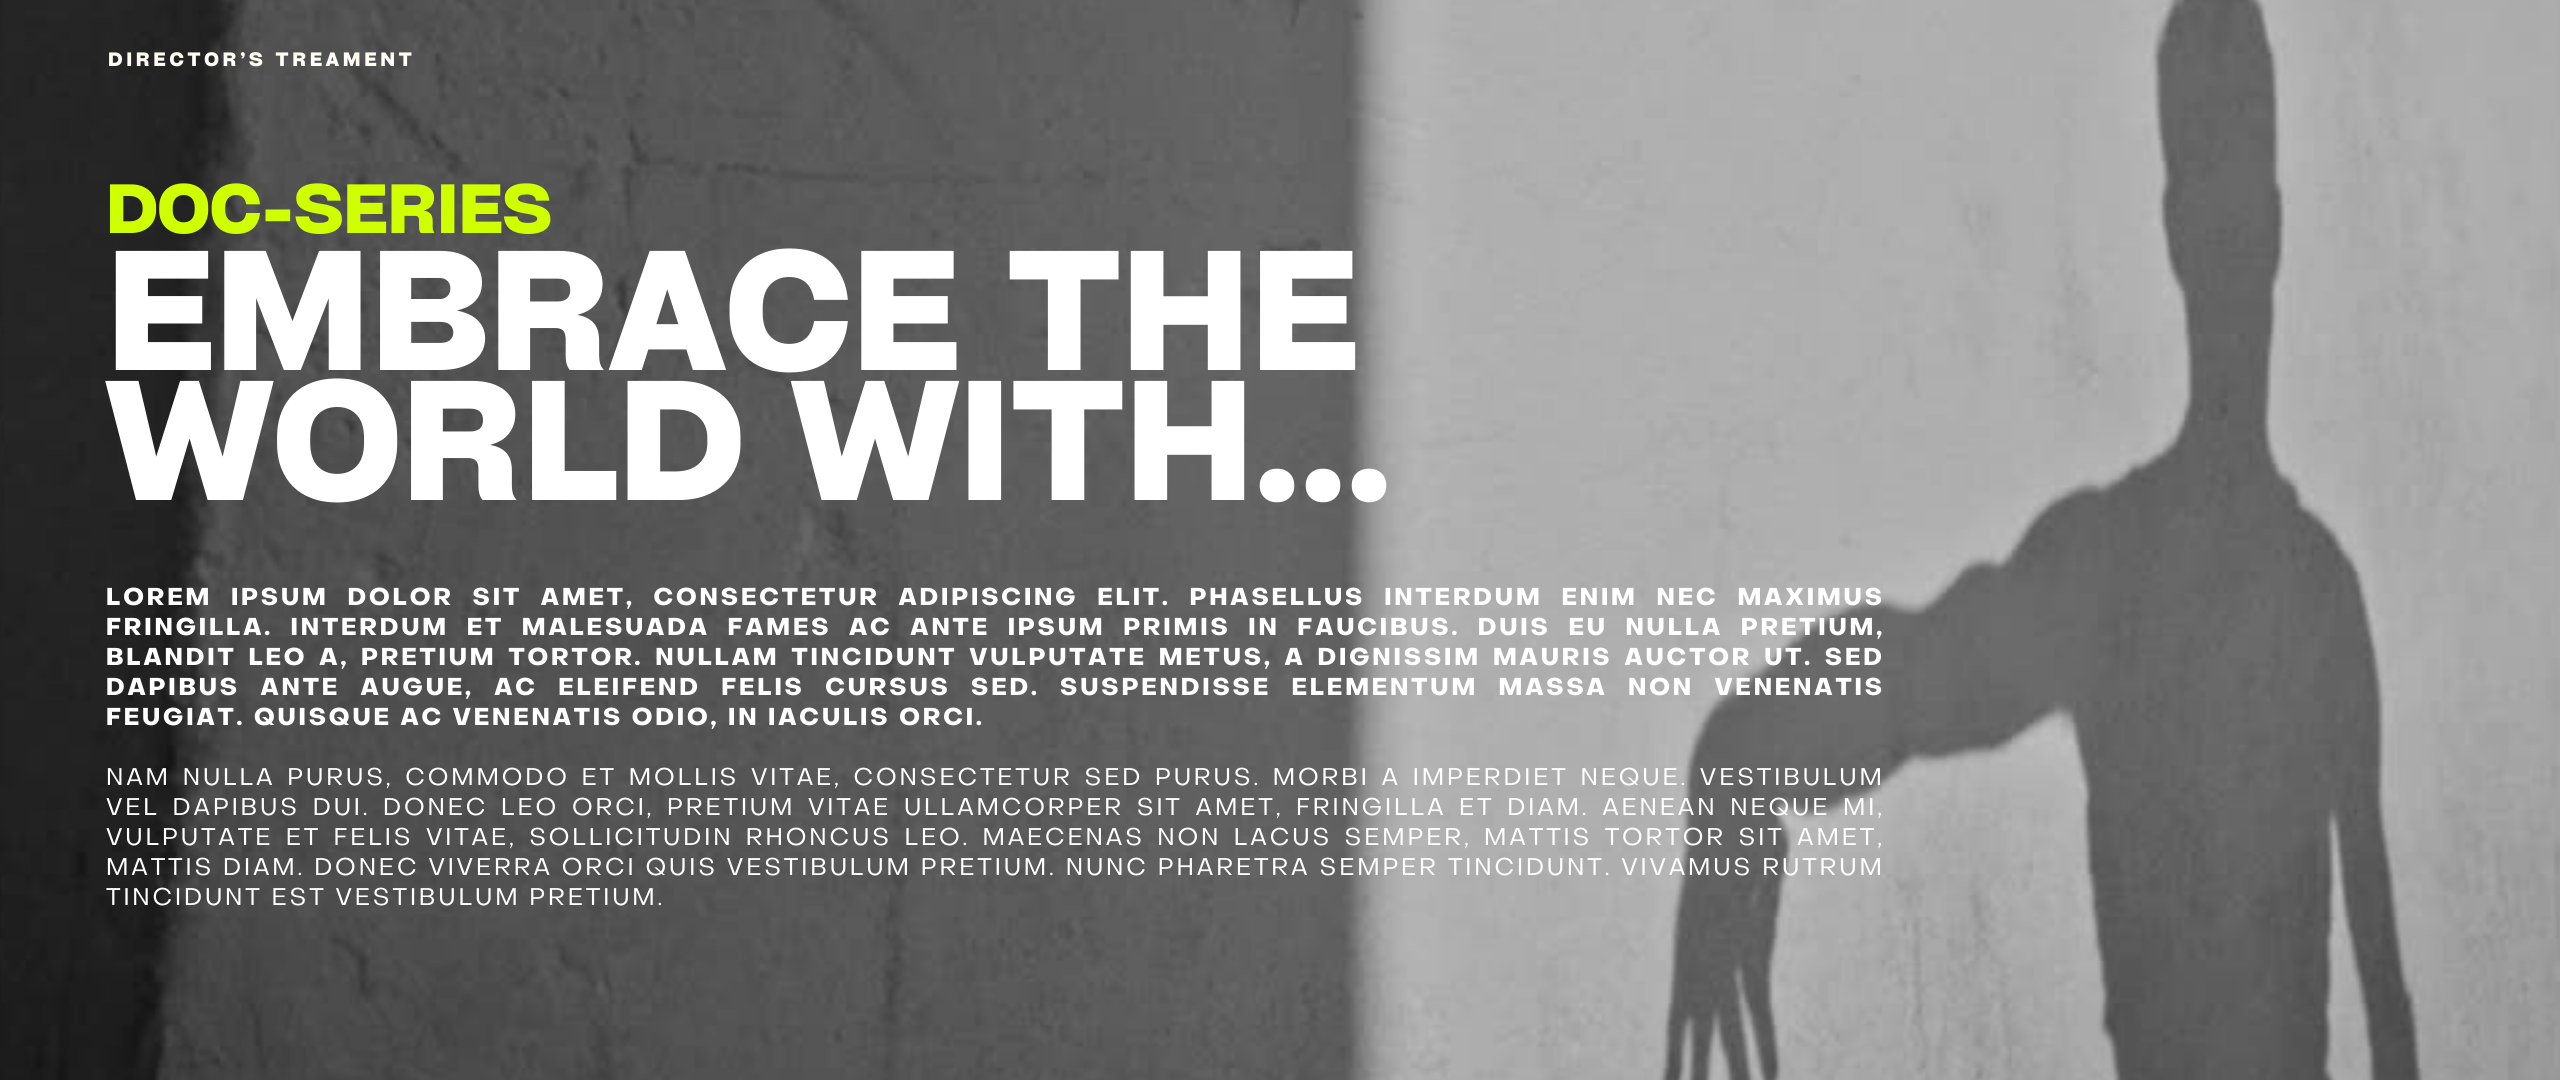 DIRECTOR'S TREAMENT
DOC-SERIES
EMBRACE THE
WORLD WITH...
LOREM IPSUM DOLOR SIT AMET, CONSECTETUR ADIPISCING ELIT. PHASELLUS INTERDUM ENIM NEC MAXIMUS
FRINGILLA. INTERDUM ET MALESUADA FAMES AC ANTE IPSUM PRIMIS IN FAUCIBUS. DUIS EU NULLA PRETIUM,
BLANDIT LEO A, PRETIUM TORTOR. NULLAM TINCIDUNT VULPUTATE METUS, A DIGNISSIM MAURIS AUCTOR UT. SED
DAPIBUS ANTE AUGUE, AC ELEIFEND FELIS CURSUS SED. SUSPENDISSE ELEMENTUM MASSA NON VENENATIS
FEUGIAT. QUISQUE AC VENENATIS ODIO, IN IACULIS ORCI.
NAM NULLA PURUS, COMMODO ET MOLLIS VITAE, CONSECTETUR SED PURUS. MORBI A IMPERDIET NEQUE. VESTIBULUM
VEL DAPIBUS DUI. DONEC LEO ORCI, PRETIUM VITAE ULLAMCORPER SIT AMET, FRINGILLA ET DIAM. AENEAN NEQUE MI,
VULPUTATE ET FELIS VITAE, SOLLICITUDIN RHONCUS LEO. MAECENAS NON LACUS SEMPER, MATTIS TORTOR SIT AMET,
MATTIS DIAM. DONEC VIVERRA ORCI QUIS VESTIBULUM PRETIUM. NUNC PHARETRA SEMPER TINCIDUNT. VIVAMUS RUTRUM
TINCIDUNT EST VESTIBULUM PRETIUM.